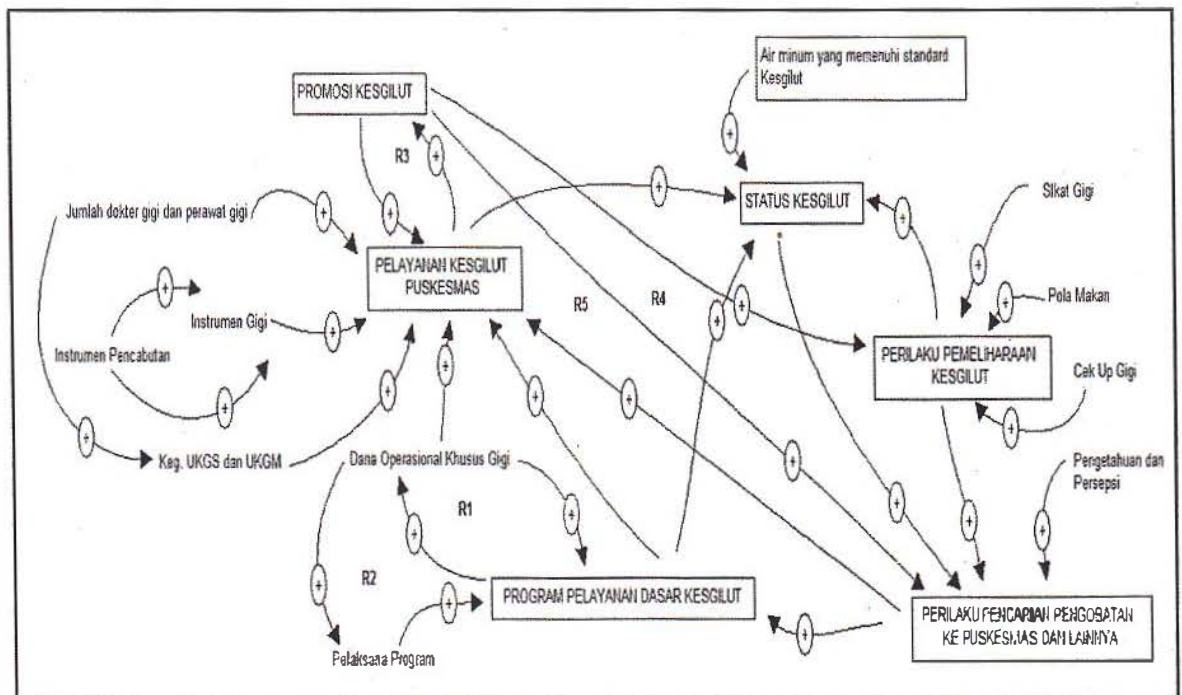 Air minum yang memenuhi standard
Kesgilut
PROMOSI KESGILUT
R3
+
+
+
+
STATUS KESGILUT
SIkat Gigi
Jumlah dokter gigi dan perawat gigi
+
+
+
+
PELAYANAN KESGILUT
PUSKESMAS
R5
R4
+
+
Pola Makan
Instrumen Gigi
+
+
+
Instrumen Pencabutan
PERILAKU PEMELIHARAAN
KESGILUT
Cek Up Gigi
+
+
+
+
+
+
+
Keg. UKGS dan UKGM
Dana Operasional Khusus Gigi
+
Pengetahuan dan
Persepsi
R1
+
+
+
+
+
+
R2
+
+
PROGRAM PELAYANAN DASAR KESGILUT
PERILAKU PENCARIAN PENGOBATAN
KE PUSKESMAS DAN LAINNYA
+
Pelaksana Program